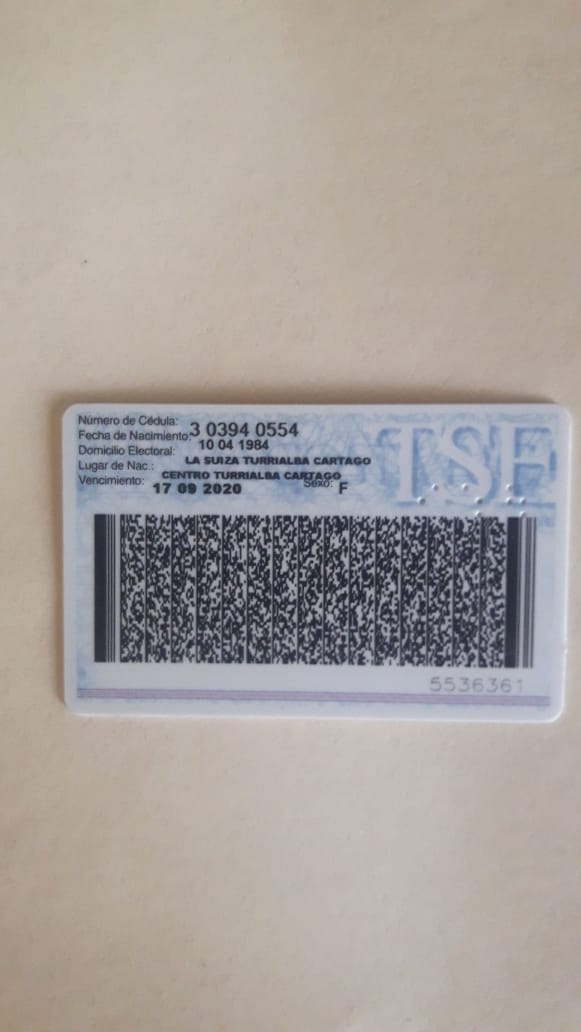 Número de Cédula: 3 0394 0554
Fecha de Nacimiento: 10 04 1984
Domicilio Electoral: LA SUIZA TURRIALBA CARTAGO
Lugar de Nac.: CENTRO TURRIALBA CARTAGO
Vencimiento: 17 09 2020 Sexo: F
TSE
5536361